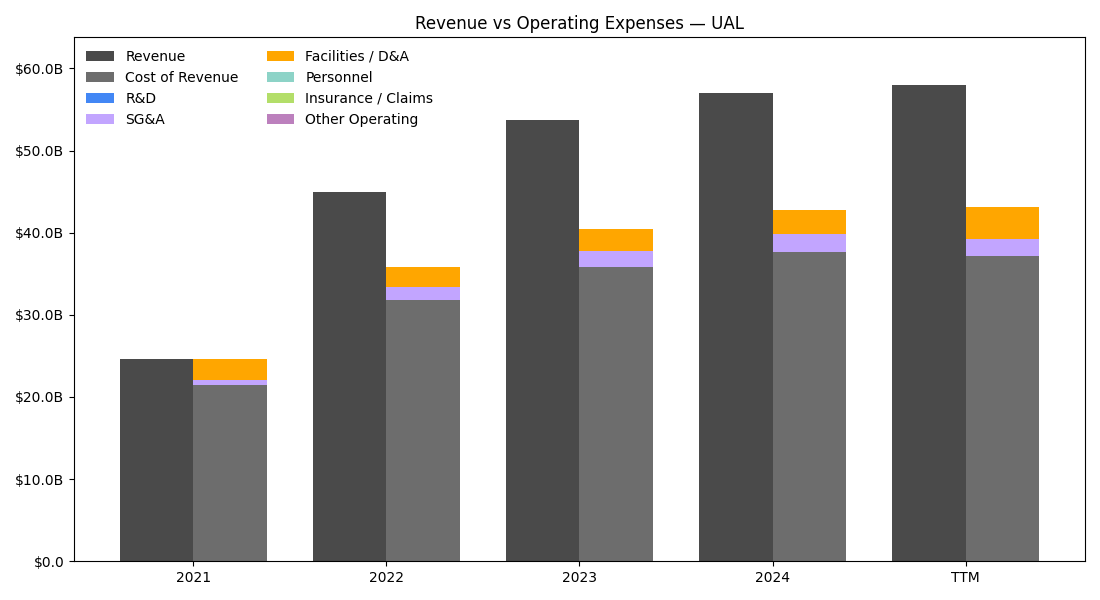 Revenue vs Operating Expenses — UAL
Revenue
Cost of Revenue
R&D
SG&A
Facilities / D&A
Personnel
Insurance / Claims
Other Operating
$60.0B
$50.0B
$40.0B
$30.0B
$20.0B
$10.0B
$0.0
2021
2022
2023
2024
TTM